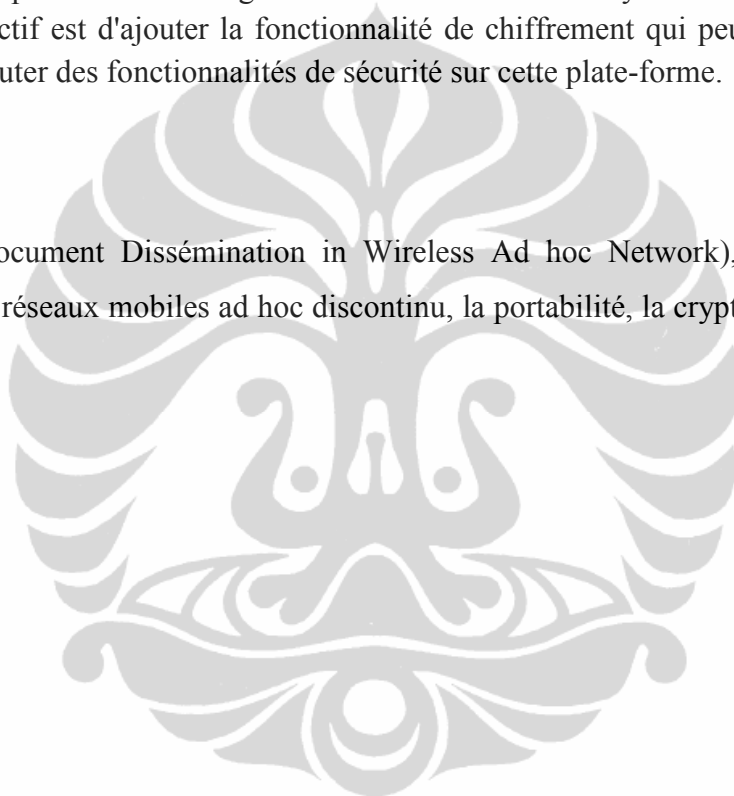 ctif est d'ajouter la fonctionnalité de chiffrement qui peu
uter des fonctionnalités de sécurité sur cette plate-forme.
ocument Dissémination in Wireless Ad hoc Network),
réseaux mobiles ad hoc discontinu, la portabilité, la crypt